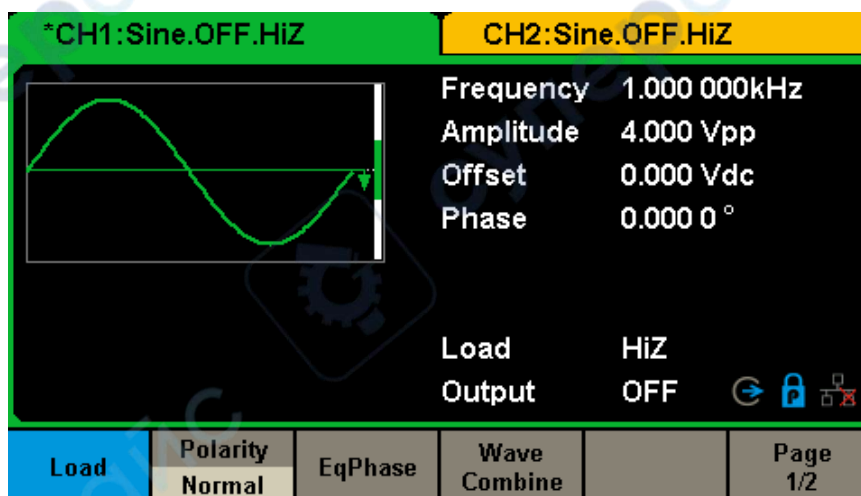 *CH1:Sine.OFF.HiZ
CH2:Sine.OFF.HiZ
Frequency 1.000 000kHz
Amplitude 4.000 Vpp
Offset 0.000 Vdc
Phase 0.000 0 °
Load HiZ
Output OFF
P
Load
Polarity
Normal
EqPhase
Wave
Combine
Page
1/2